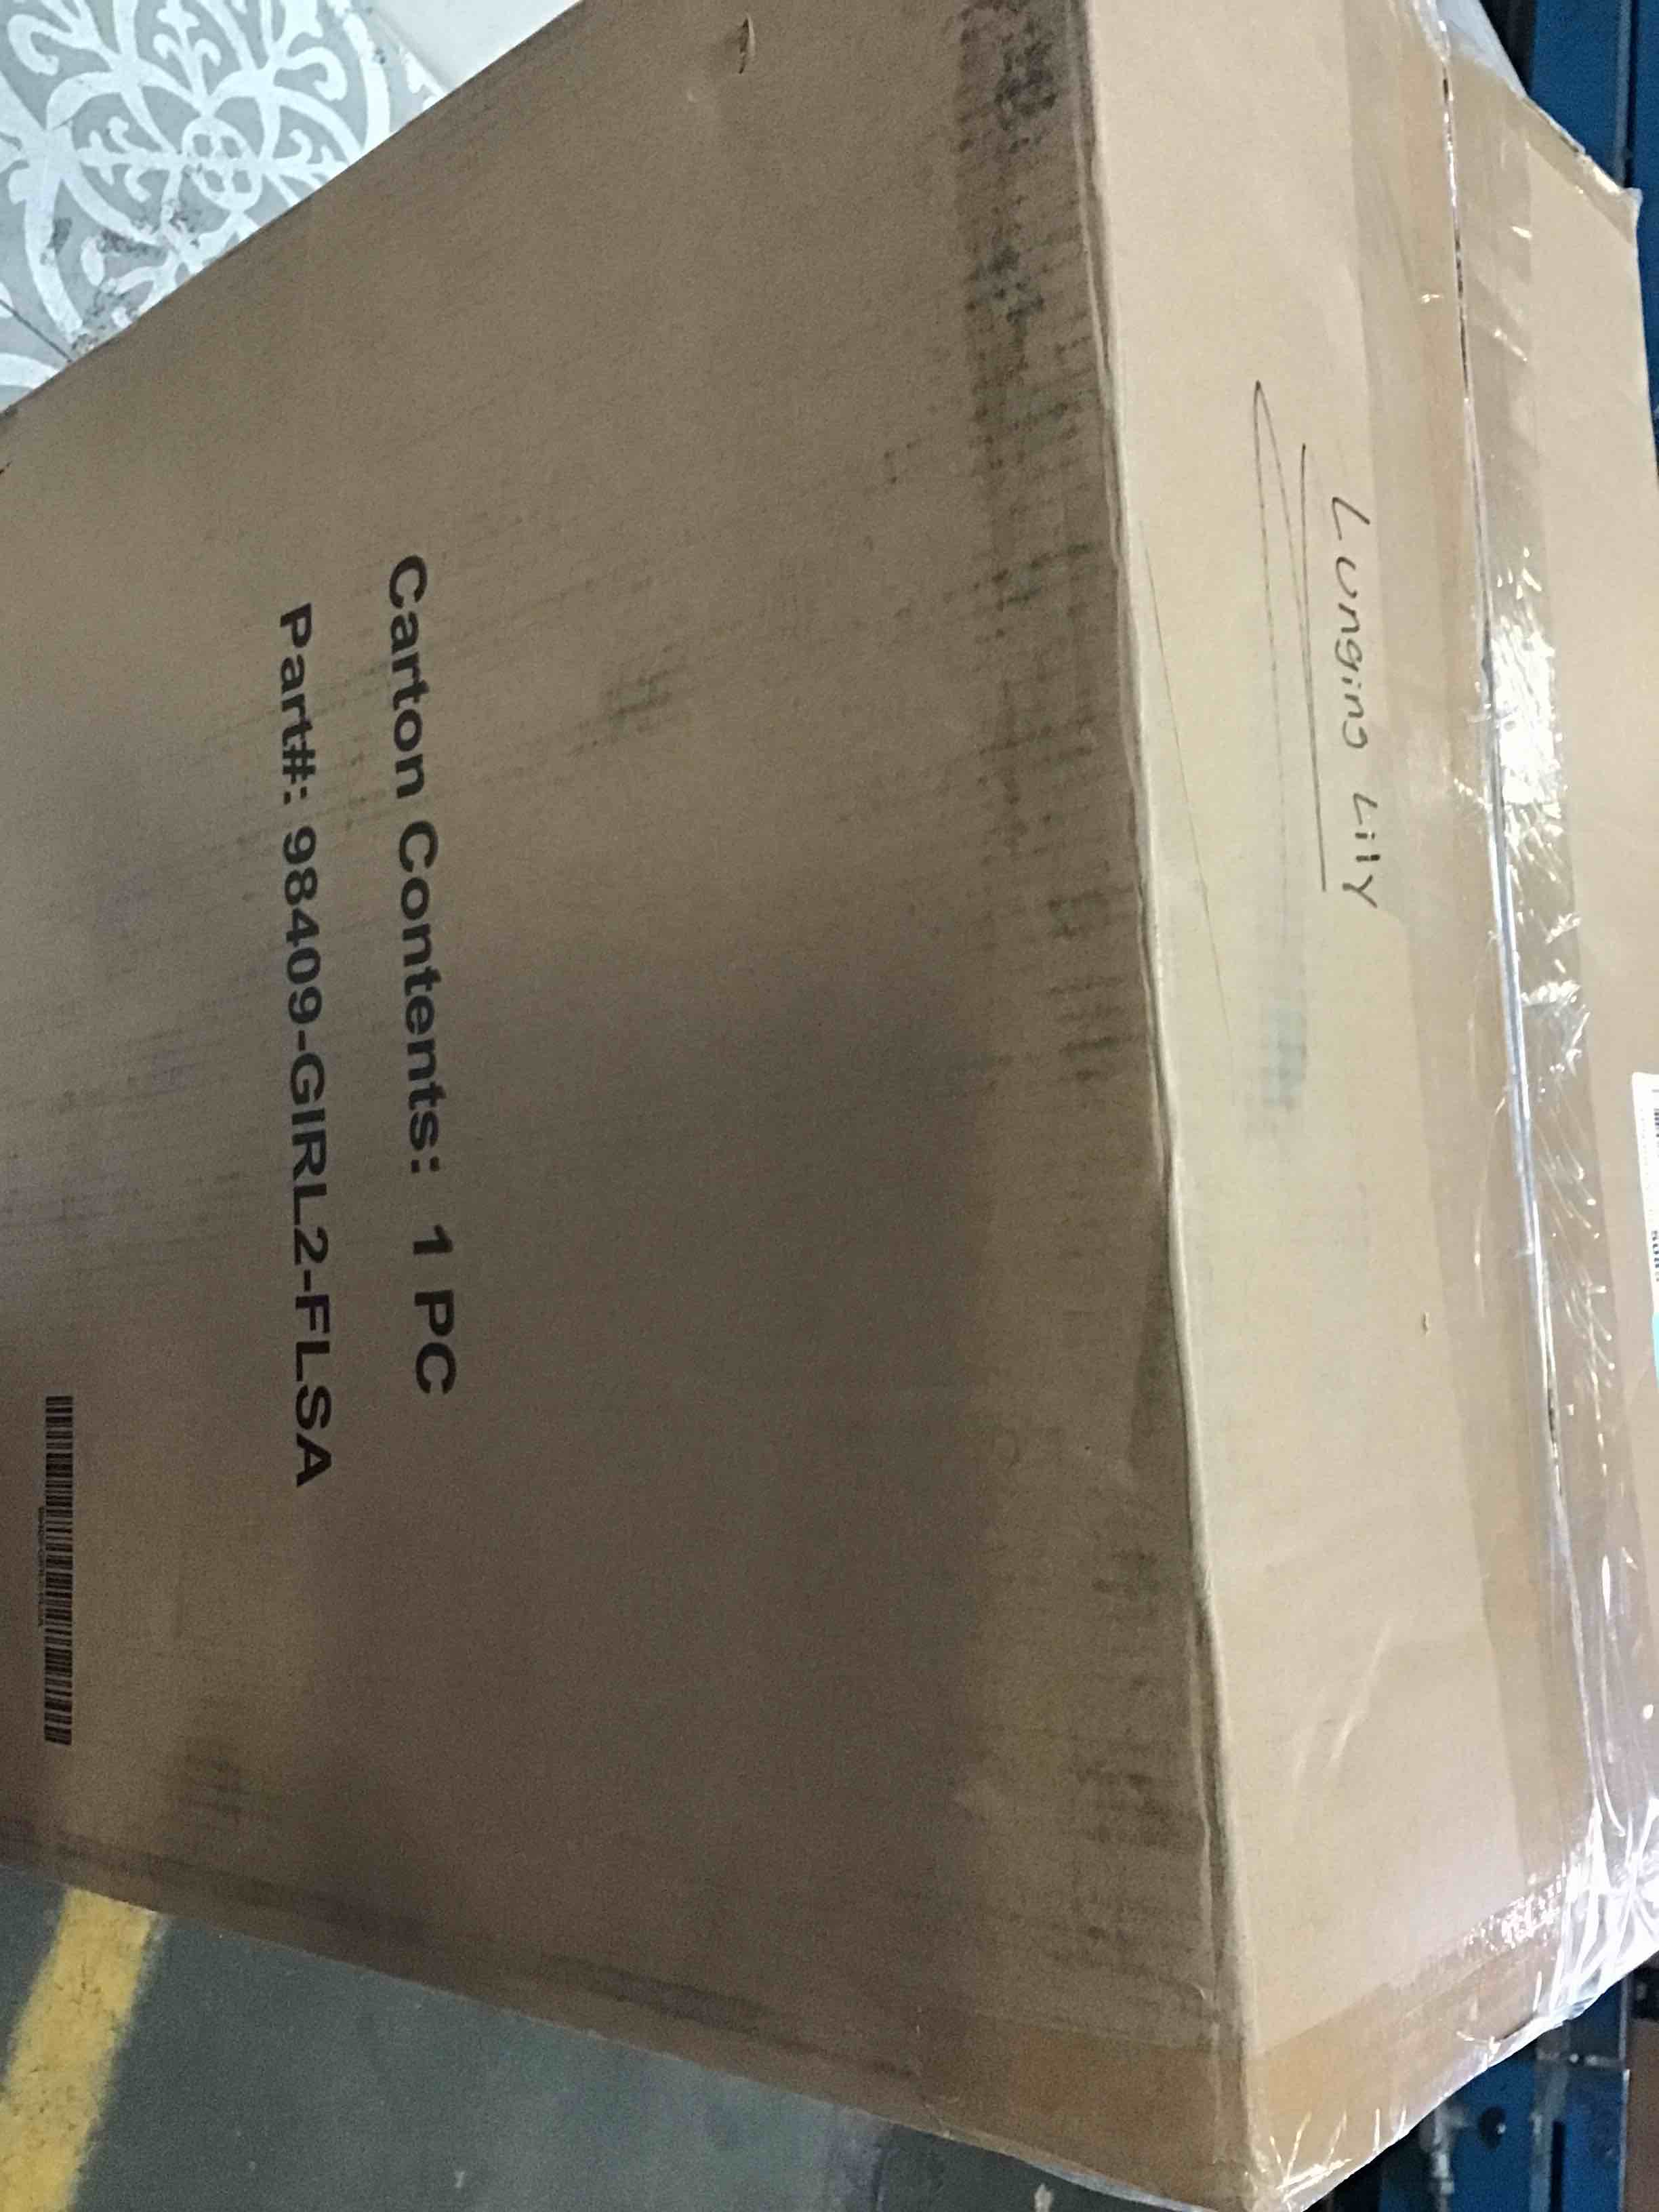 Lunging Lily
Carton Contents: 1 PC
Part#: 98409-GIRL2-FLSA